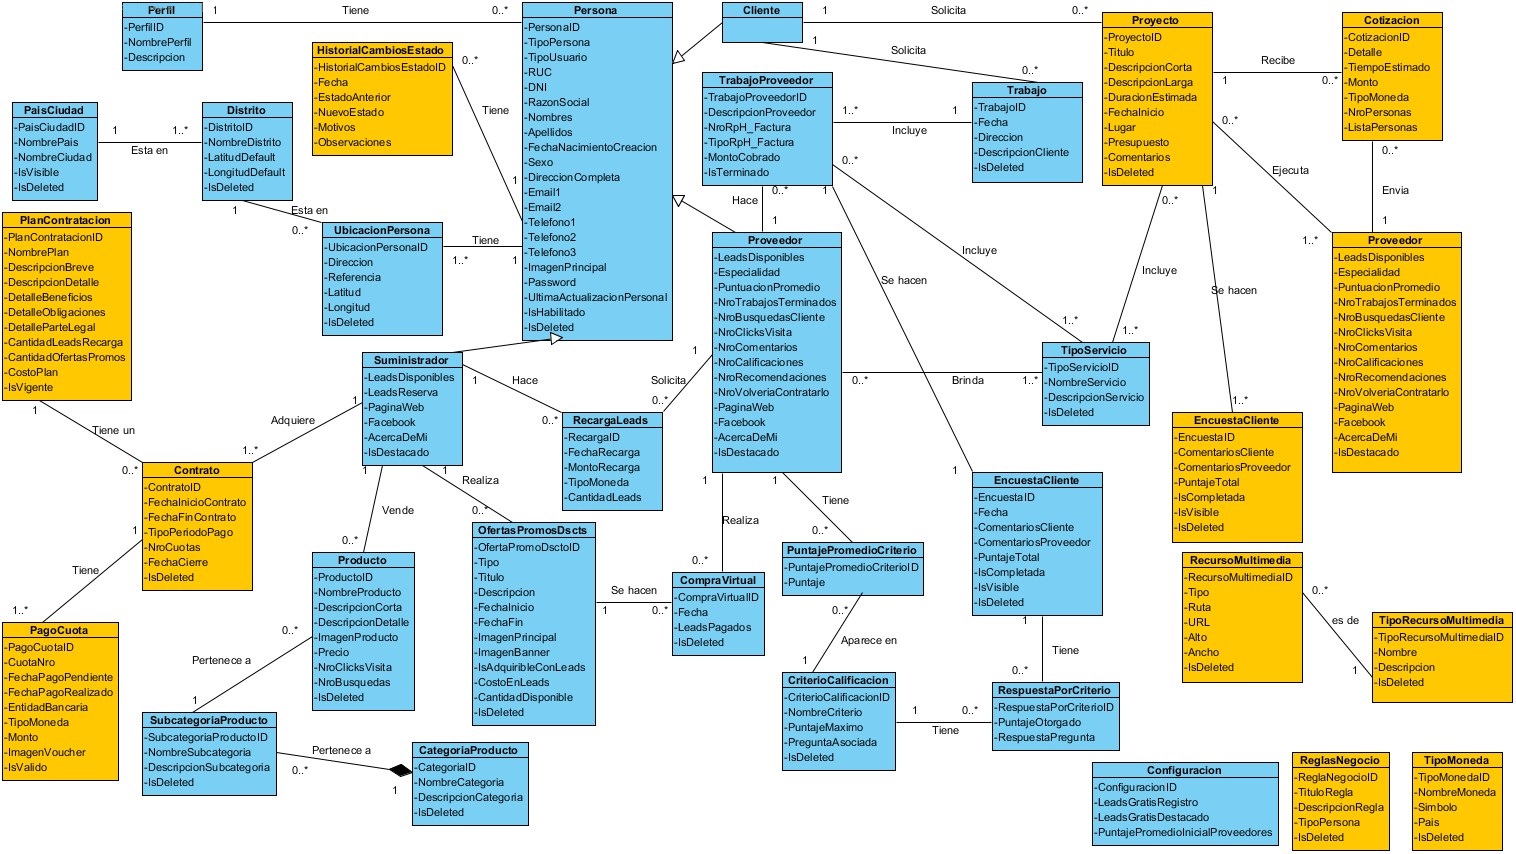 Perfil
-PerfilID
-NombrePerfil
-Descripcion
1
Tiene
0..*
HistorialCambiosEstado
-HistorialCambiosEstadoID
-Fecha
-EstadoAnterior
-NuevoEstado
-Motivos
-Observaciones
0..*
Tiene
1
Persona
-PersonaID
-TipoPersona
-TipoUsuario
-RUC
-DNI
-RazonSocial
-Nombres
-Apellidos
-FechaNacimientoCreacion
-Sexo
-DireccionCompleta
-Email1
-Email2
-Telefono1
-Telefono2
-Telefono3
-ImagenPrincipal
-Password
-UltimaActualizacionPersonal
-IsHabilitado
-IsDeleted
Cliente
1
Solicita
0..*
1
Solicita
0..*
Proyecto
-ProyectoID
-Titulo
-DescripcionCorta
-DescripcionLarga
-DuracionEstimada
-FechaInicio
-Lugar
-Presupuesto
-Comentarios
-IsDeleted
Recibe
1
0..*
Cotizacion
-CotizacionID
-Detalle
-TiempoEstimado
-Monto
-TipoMoneda
-NroPersonas
-ListaPersonas
0..*
Envia
1
0..*
Ejecuta
1..*
TrabajoProveedor
-TrabajoProveedorID
-DescripcionProveedor
-NroRpH_Factura
-TipoRpH_Factura
-MontoCobrado
-IsTerminado
1..*
1
Incluye
Trabajo
-TrabajoID
-Fecha
-Direccion
-DescripcionCliente
-IsDeleted
PaisCiudad
-PaisCiudadID
-NombrePais
-NombreCiudad
-IsVisible
-IsDeleted
1
1..*
Esta en
Distrito
-DistritoID
-NombreDistrito
-LatitudDefault
-LongitudDefault
-IsDeleted
1
Esta en
0..*
UbicacionPersona
-UbicacionPersonaID
-Direccion
-Referencia
-Latitud
-Longitud
-IsDeleted
Tiene
1..*
1
0..*
Hace
1
0..*
Incluye
1..*
1
Se hacen
1
0..*
Incluye
1..*
1
Se hacen
1..*
PlanContratacion
-PlanContratacionID
-NombrePlan
-DescripcionBreve
-DescripcionDetalle
-DetalleBeneficios
-DetalleObligaciones
-DetalleParteLegal
-CantidadLeadsRecarga
-CantidadOfertasPromos
-CostoPlan
-IsVigente
1
Tiene un
0..*
Proveedor
-LeadsDisponibles
-Especialidad
-PuntuacionPromedio
-NroTrabajosTerminados
-NroBusquedasCliente
-NroClicksVisita
-NroComentarios
-NroCalificaciones
-NroRecomendaciones
-NroVolveriaContratarlo
-PaginaWeb
-Facebook
-AcercaDeMi
-IsDestacado
Proveedor
-LeadsDisponibles
-Especialidad
-PuntuacionPromedio
-NroTrabajosTerminados
-NroBusquedasCliente
-NroClicksVisita
-NroComentarios
-NroCalificaciones
-NroRecomendaciones
-NroVolveriaContratarlo
-PaginaWeb
-Facebook
-AcercaDeMi
-IsDestacado
0..*
Brinda
1..*
TipoServicio
-TipoServicioID
-NombreServicio
-DescripcionServicio
-IsDeleted
Suministrador
-LeadsDisponibles
-LeadsReserva
-PaginaWeb
-Facebook
-AcercaDeMi
-IsDestacado
1
Hace
0..*
1
Solicita
0..*
RecargaLeads
-RecargaID
-FechaRecarga
-MontoRecarga
-TipoMoneda
-CantidadLeads
1
Adquiere
1..*
Contrato
-ContratoID
-FechaInicioContrato
-FechaFinContrato
-TipoPeriodoPago
-NroCuotas
-FechaCierre
-IsDeleted
1
Tiene
1..*
PagoCuota
-PagoCuotaID
-CuotaNro
-FechaPagoPendiente
-FechaPagoRealizado
-EntidadBancaria
-TipoMoneda
-Monto
-ImagenVoucher
-IsValido
1
Vende
0..*
1
Realiza
0..*
Producto
-ProductoID
-NombreProducto
-DescripcionCorta
-DescripcionDetalle
-ImagenProducto
-Precio
-NroClicksVisita
-NroBusquedas
-IsDeleted
0..*
Pertenece a
1
SubcategoriaProducto
-SubcategoriaProductoID
-NombreSubcategoria
-DescripcionSubcategoria
-IsDeleted
Pertenece a
0..*
1
CategoriaProducto
-CategoriaID
-NombreCategoria
-DescripcionCategoria
-IsDeleted
OfertasPromosDscts
-OfertaPromoDsctoID
-Tipo
-Titulo
-Descripcion
-FechaInicio
-FechaFin
-ImagenPrincipal
-ImagenBanner
-IsAdquiribleConLeads
-CostoEnLeads
-CantidadDisponible
-IsDeleted
Se hacen
1
0..*
1
Realiza
0..*
CompraVirtual
-CompraVirtualID
-Fecha
-LeadsPagados
-IsDeleted
1
Tiene
0..*
PuntajePromedioCriterio
-PuntajePromedioCriterioID
-Puntaje
0..*
Aparece en
1
CriterioCalificacion
-CriterioCalificacionID
-NombreCriterio
-PuntajeMaximo
-PreguntaAsociada
-IsDeleted
1
0..*
Tiene
EncuestaCliente
-EncuestaID
-Fecha
-ComentariosCliente
-ComentariosProveedor
-PuntajeTotal
-IsCompletada
-IsVisible
-IsDeleted
1
Tiene
0..*
RespuestaPorCriterio
-RespuestaPorCriterioID
-PuntajeOtorgado
-RespuestaPregunta
EncuestaCliente
-EncuestaID
-ComentariosCliente
-ComentariosProveedor
-PuntajeTotal
-IsCompletada
-IsVisible
-IsDeleted
RecursoMultimedia
-RecursoMultimediaID
-Tipo
-Ruta
-URL
-Alto
-Ancho
-IsDeleted
0..*
es de
1
TipoRecursoMultimedia
-TipoRecursoMultimediaID
-Nombre
-Descripcion
-IsDeleted
Configuracion
-ConfiguracionID
-LeadsGratisRegistro
-LeadsGratisDestacado
-PuntajePromedioInicialProveedores
ReglasNegocio
-ReglaNegocioID
-TituloRegla
-DescripcionRegla
-TipoPersona
-IsDeleted
TipoMoneda
-TipoMonedaID
-NombreMoneda
-Simbolo
-Pais
-IsDeleted